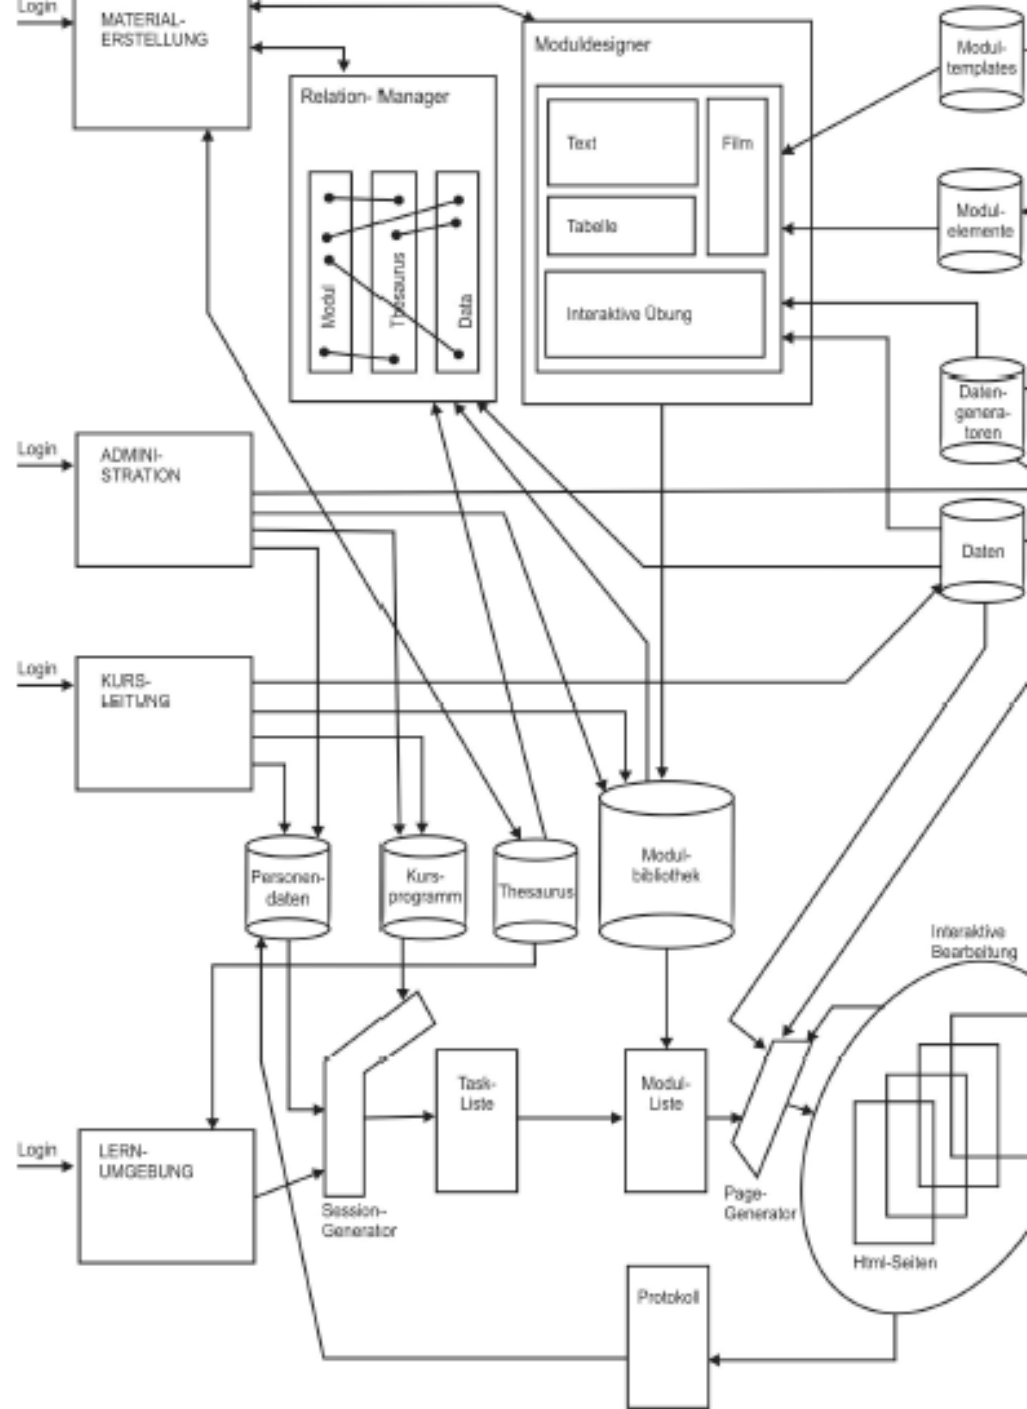 Login
MATERIAL-
ERSTELLUNG
Moduldesigner
Modul-
templates
Relation- Manager
Text
Film
Tabelle
Modul-
elemente
Modul
Thesaurus
Data
Interaktive Übung
Daten-
genera-
toren
Login
ADMINI-
STRATION
Daten
Login
KURS-
LEITUNG
Personen-
daten
Kurs-
programm
Thesaurus
Modul-
bibliothek
Interaktive
Bearbeitung
Task-
Liste
Modul-
Liste
Login
LERN-
UMGEBUNG
Session-
Generator
Page-
Generator
Html-Seiten
Protokoll